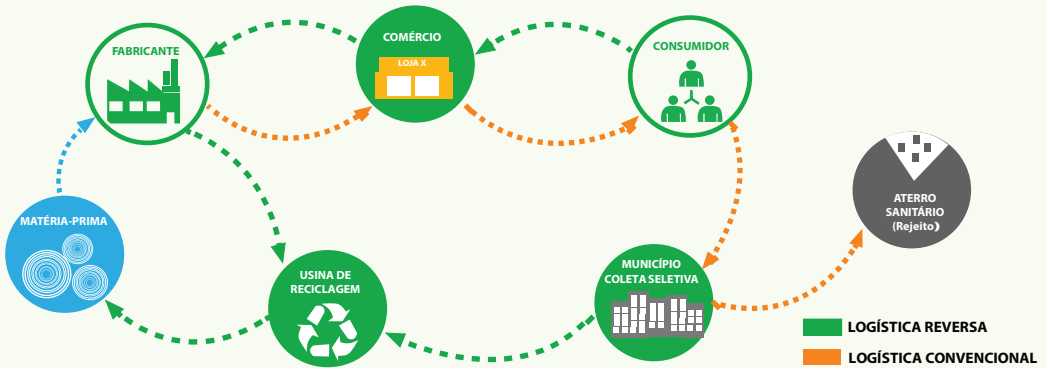 FABRICANTE
COMÉRCIO
LOJA X
CONSUMIDOR
MATÉRIA-PRIMA
USINA DE
RECICLAGEM
MUNICÍPIO
COLETA SELETIVA
ATERRO
SANITÁRIO
(Rejeito)
LOGÍSTICA REVERSA
LOGÍSTICA CONVENCIONAL